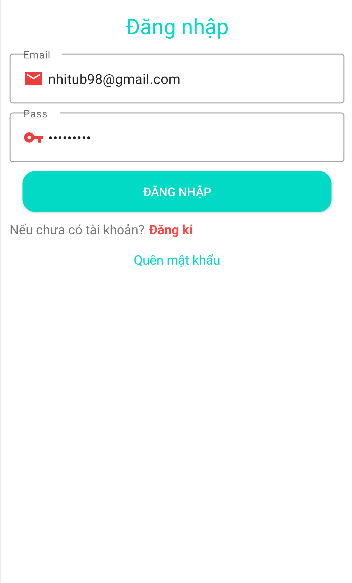 Đăng nhập
Email
nhitub98@gmail.com
Pass
•••••••••
ĐĂNG NHẬP
Nếu chưa có tài khoản? Đăng kí
Quên mật khẩu